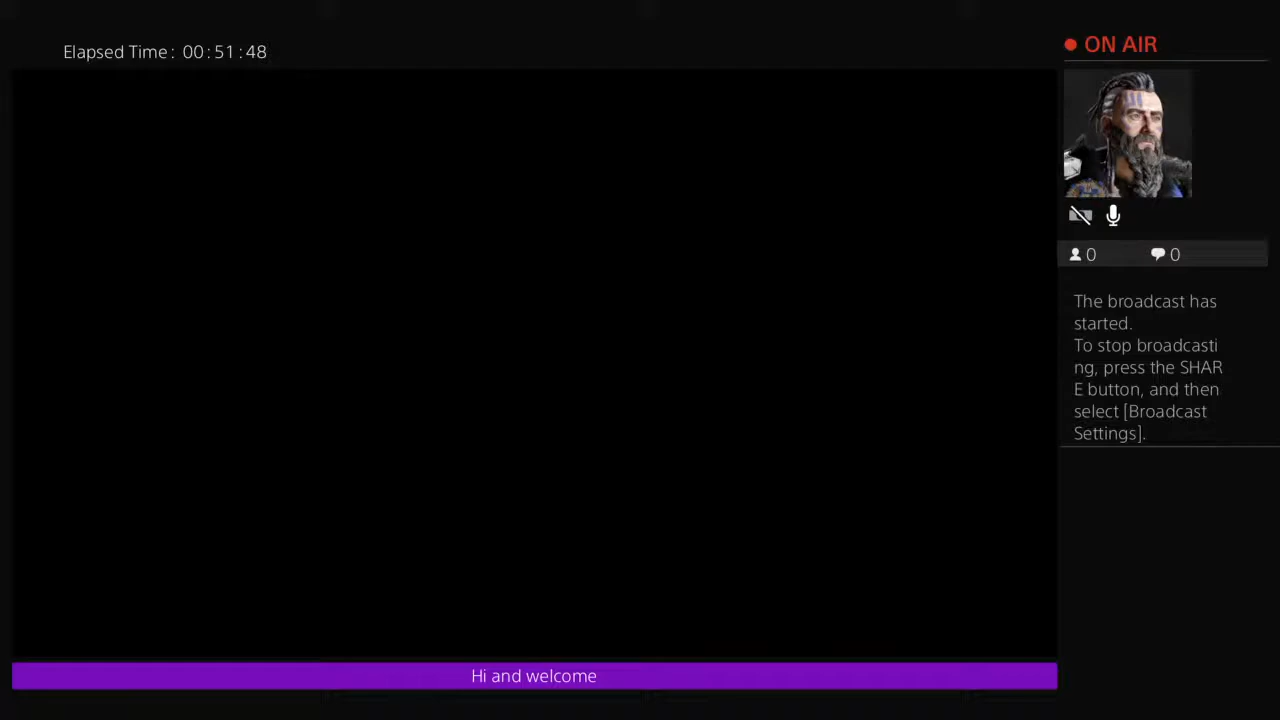 Elapsed Time: 00:51:48
ON AIR
0 0
The broadcast has
started.
To stop broadcasti
ng, press the SHAR
E button, and then
select [Broadcast
Settings].
Hi and welcome